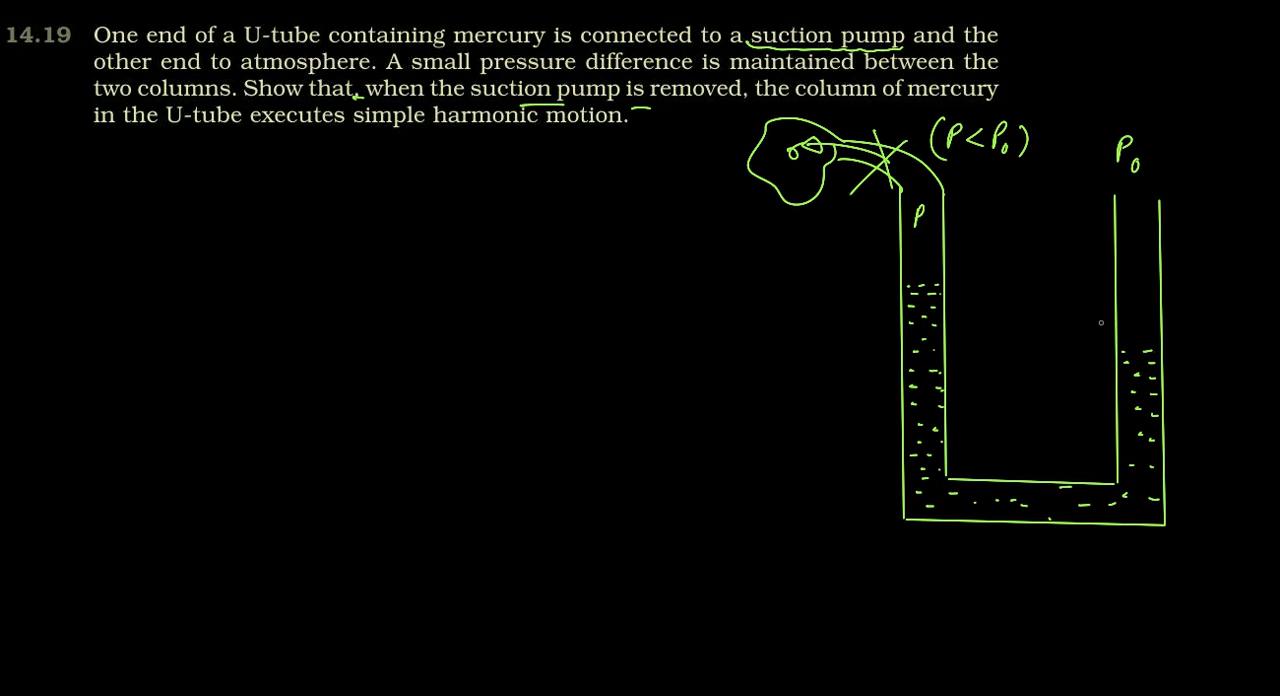 14.19 One end of a U-tube containing mercury is connected to a suction pump and the
other end to atmosphere. A small pressure difference is maintained between the
two columns. Show that, when the suction pump is removed, the column of mercury
in the U-tube executes simple harmonic motion.
(P < P₀)
P₀
P